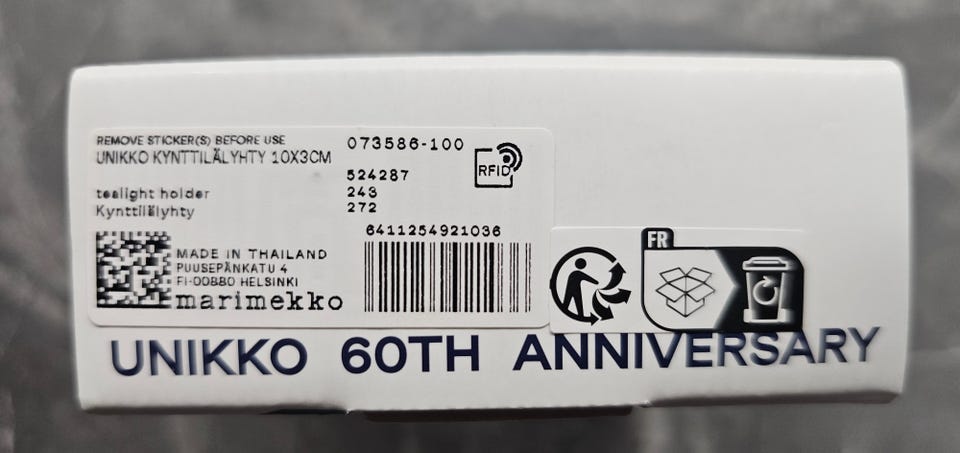 REMOVE STICKER(S) BEFORE USE
UNIKKO KYNTTILÄLYHTY 10X3CM
073586-100
RFID
524287
243
272
tealight holder
Kynttilälyhty
6411254921036
MADE IN THAILAND
PUUSEPÄNKATU 4
FI-00880 HELSINKI
marimekko
FR
UNIKKO 60TH ANNIVERSARY